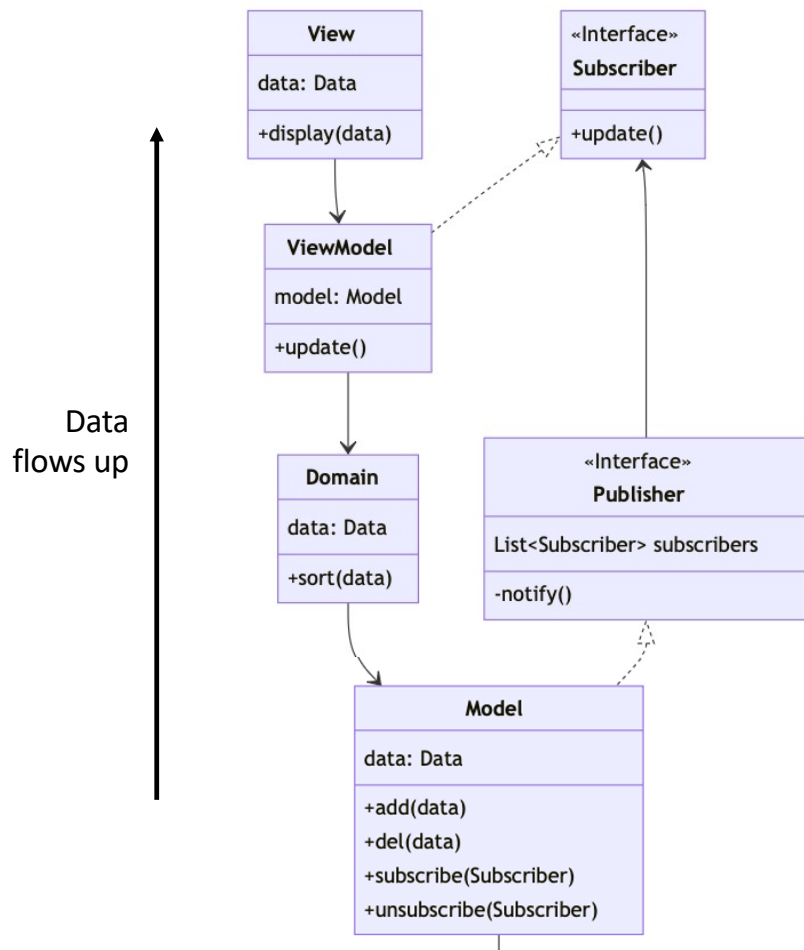 View
data: Data
+display(data)
«Interface»
Subscriber
+update()
ViewModel
model: Model
+update()
Data
flows up
Domain
data: Data
+sort(data)
«Interface»
Publisher
List<Subscriber> subscribers
-notify()
Model
data: Data
+add(data)
+del(data)
+subscribe(Subscriber)
+unsubscribe(Subscriber)